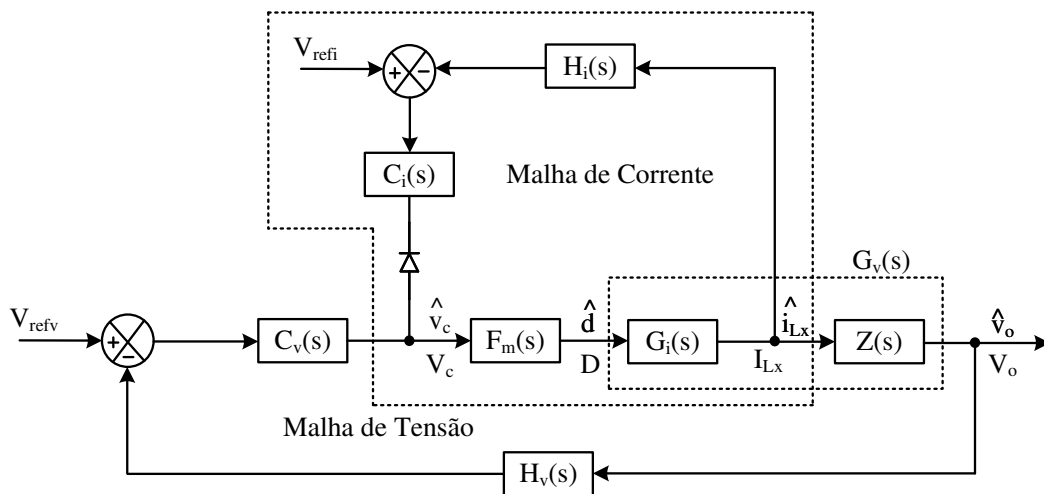 V_refi
+
−
H_i(s)
C_i(s)
Malha de Corrente
G_v(s)
V_refv
+
−
C_v(s)
v̂_c
V_c
F_m(s)
d̂
D
G_i(s)
î_Lx
I_Lx
Z(s)
v̂_o
V_o
Malha de Tensão
H_v(s)